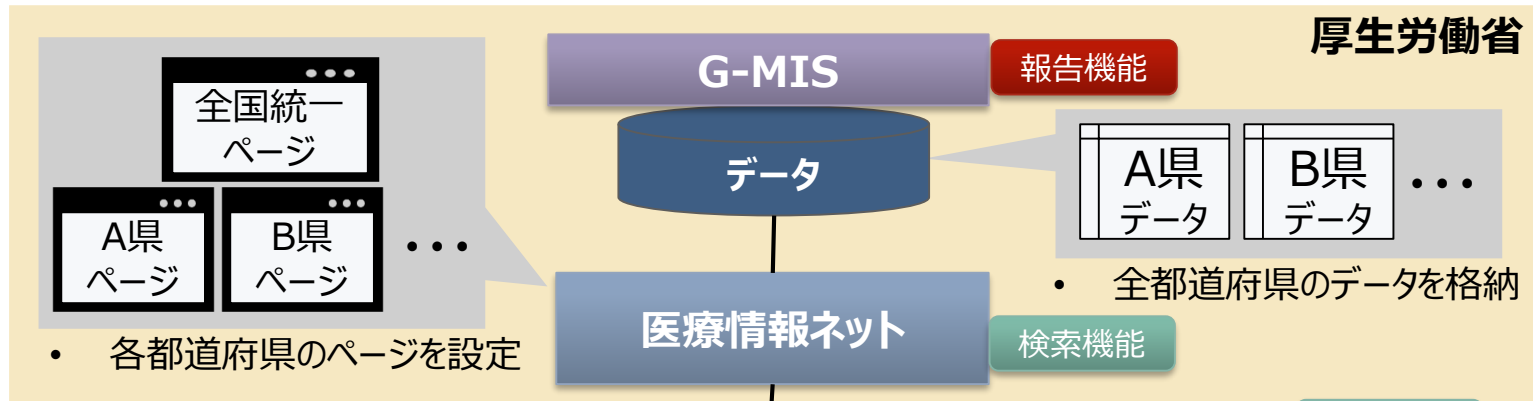 厚生労働省
G-MIS
報告機能
全国統一
ページ
データ
A県
データ
B県
データ
・・・
A県
ページ
B県
ページ
・・・
• 全都道府県のデータを格納
医療情報ネット
検索機能
• 各都道府県のページを設定